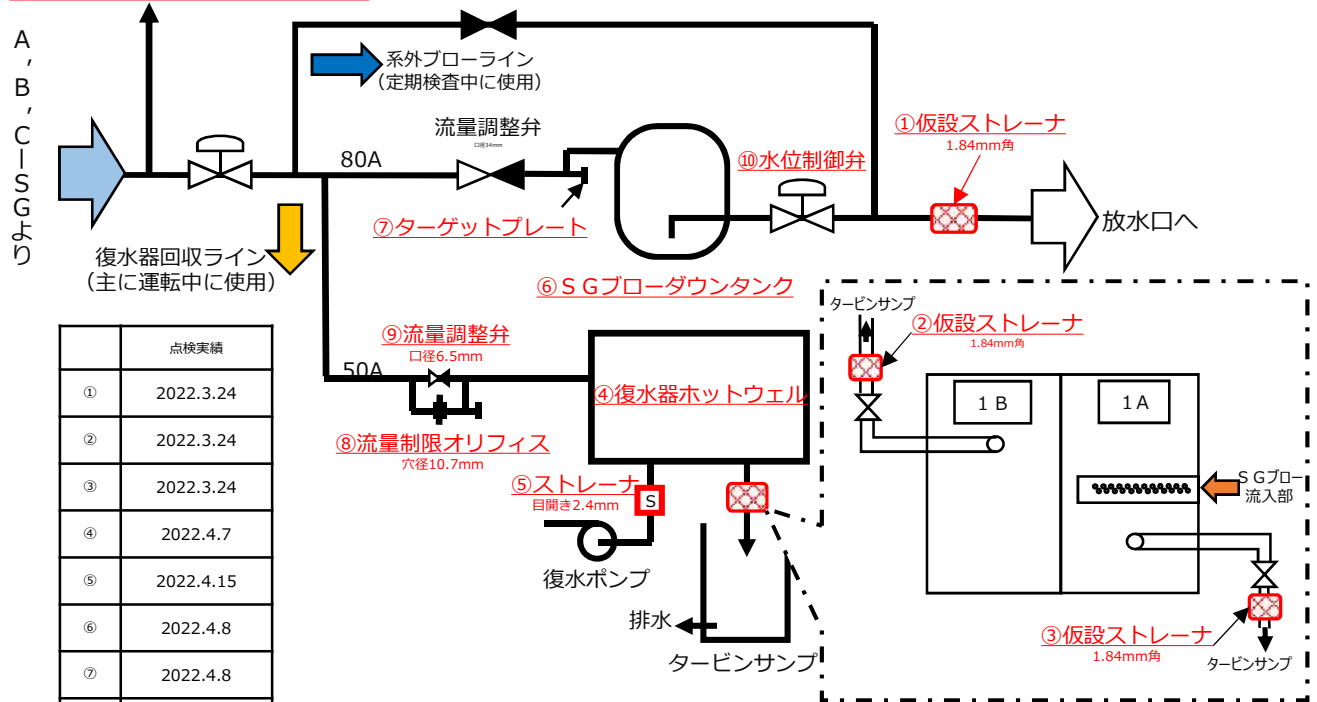 A,B,C-SGより
系外ブローライン
(定期検査中に使用)
流量調整弁
口径34mm
80A
①仮設ストレーナ
1.84mm角
⑩水位制御弁
⑦ターゲットプレート
放水口へ
復水器回収ライン
(主に運転中に使用)
⑥ＳＧブローダウンタンク
点検実績
① 2022.3.24
② 2022.3.24
③ 2022.3.24
④ 2022.4.7
⑤ 2022.4.15
⑥ 2022.4.8
⑦ 2022.4.8
⑨流量調整弁
口径6.5mm
50A
④復水器ホットウェル
⑧流量制限オリフィス
穴径10.7mm
⑤ストレーナ
目開き2.4mm
S
復水ポンプ
排水
タービンサンプ
タービンサンプ
②仮設ストレーナ
1.84mm角
１Ｂ
１A
ＳＧブロー
流入部
③仮設ストレーナ
1.84mm角
タービンサンプ